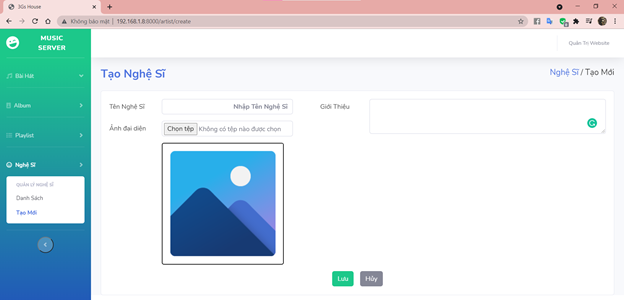 3Gs House
Không bảo mật | 192.168.1.8:8000/artist/create
MUSIC
SERVER
Quản Trị Website
Bài Hát
Album
Playlist
Nghệ Sĩ
QUẢN LÝ NGHỆ SĨ
Danh Sách
Tạo Mới
Tạo Nghệ Sĩ
Nghệ Sĩ / Tạo Mới
Tên Nghệ Sĩ
Nhập Tên Nghệ Sĩ
Giới Thiệu
Ảnh đại diện
Chọn tệp Không có tệp nào được chọn
Lưu
Hủy